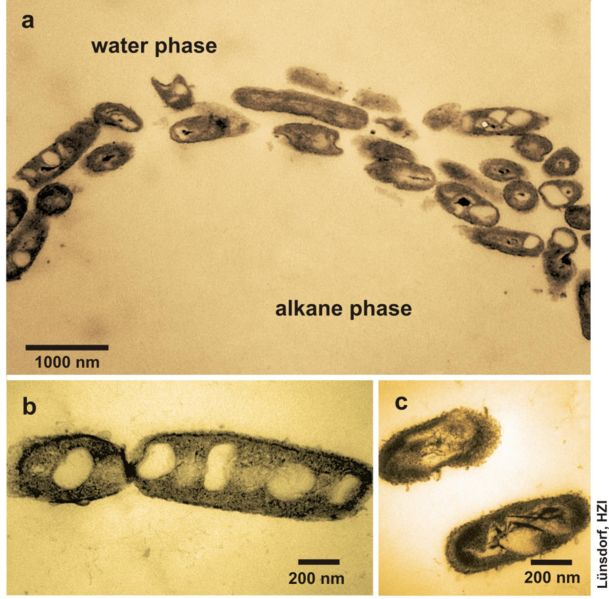 a
water phase
alkane phase
1000 nm
b
200 nm
c
200 nm
Lünsdorf, HZI